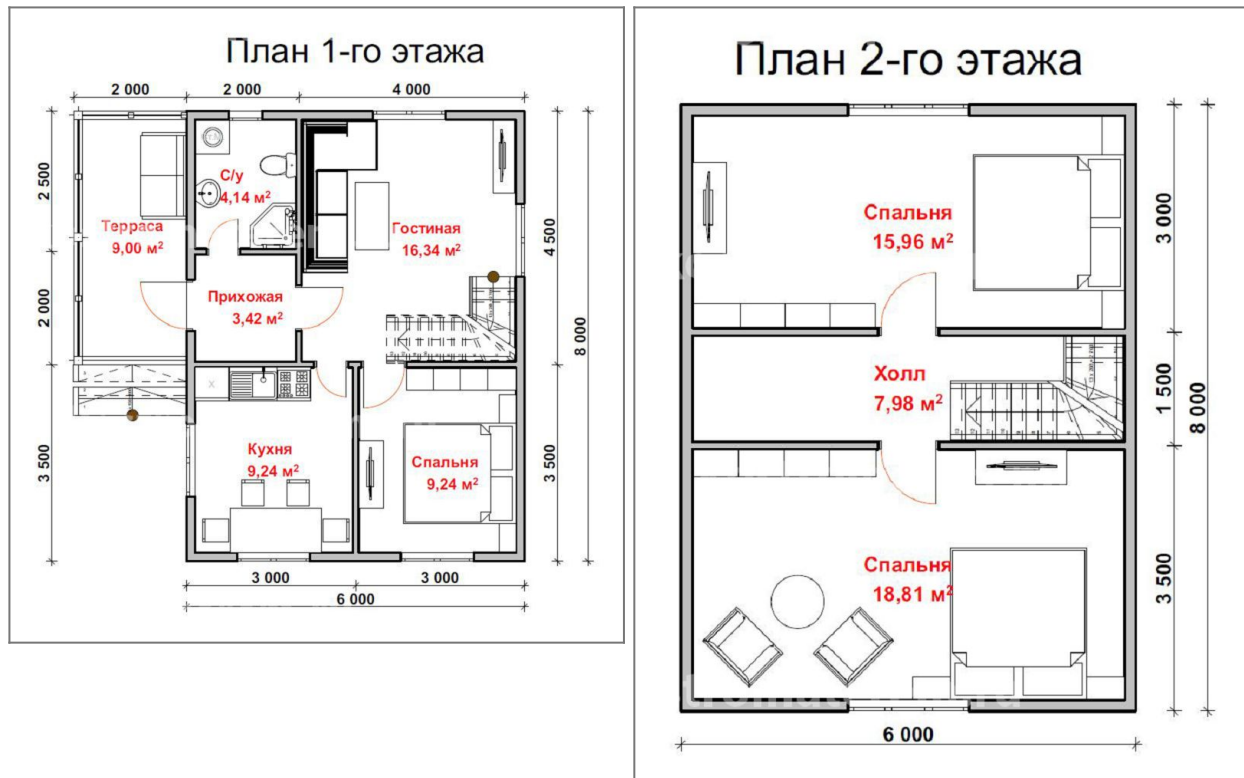 План 1-го этажа
2 000
2 000
4 000
2 500
2 000
3 500
4 500
3 500
8 000
С/у
4,14 м²
Терраса
9,00 м²
Гостиная
16,34 м²
Прихожая
3,42 м²
Х
Кухня
9,24 м²
Спальня
9,24 м²
3 000
3 000
6 000
План 2-го этажа
Спальня
15,96 м²
Холл
7,98 м²
Спальня
18,81 м²
3 000
1 500
3 500
8 000
6 000